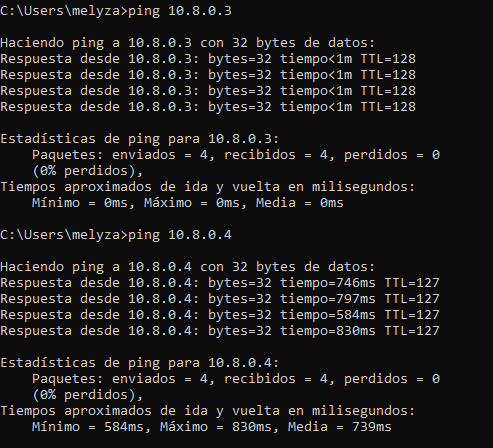 C:\Users\melyza>ping 10.8.0.3
Haciendo ping a 10.8.0.3 con 32 bytes de datos:
Respuesta desde 10.8.0.3: bytes=32 tiempo<1m TTL=128
Respuesta desde 10.8.0.3: bytes=32 tiempo<1m TTL=128
Respuesta desde 10.8.0.3: bytes=32 tiempo<1m TTL=128
Respuesta desde 10.8.0.3: bytes=32 tiempo<1m TTL=128
Estadísticas de ping para 10.8.0.3:
    Paquetes: enviados = 4, recibidos = 4, perdidos = 0
    (0% perdidos),
Tiempos aproximados de ida y vuelta en milisegundos:
    Mínimo = 0ms, Máximo = 0ms, Media = 0ms
C:\Users\melyza>ping 10.8.0.4
Haciendo ping a 10.8.0.4 con 32 bytes de datos:
Respuesta desde 10.8.0.4: bytes=32 tiempo=746ms TTL=127
Respuesta desde 10.8.0.4: bytes=32 tiempo=797ms TTL=127
Respuesta desde 10.8.0.4: bytes=32 tiempo=584ms TTL=127
Respuesta desde 10.8.0.4: bytes=32 tiempo=830ms TTL=127
Estadísticas de ping para 10.8.0.4:
    Paquetes: enviados = 4, recibidos = 4, perdidos = 0
    (0% perdidos),
Tiempos aproximados de ida y vuelta en milisegundos:
    Mínimo = 584ms, Máximo = 830ms, Media = 739ms